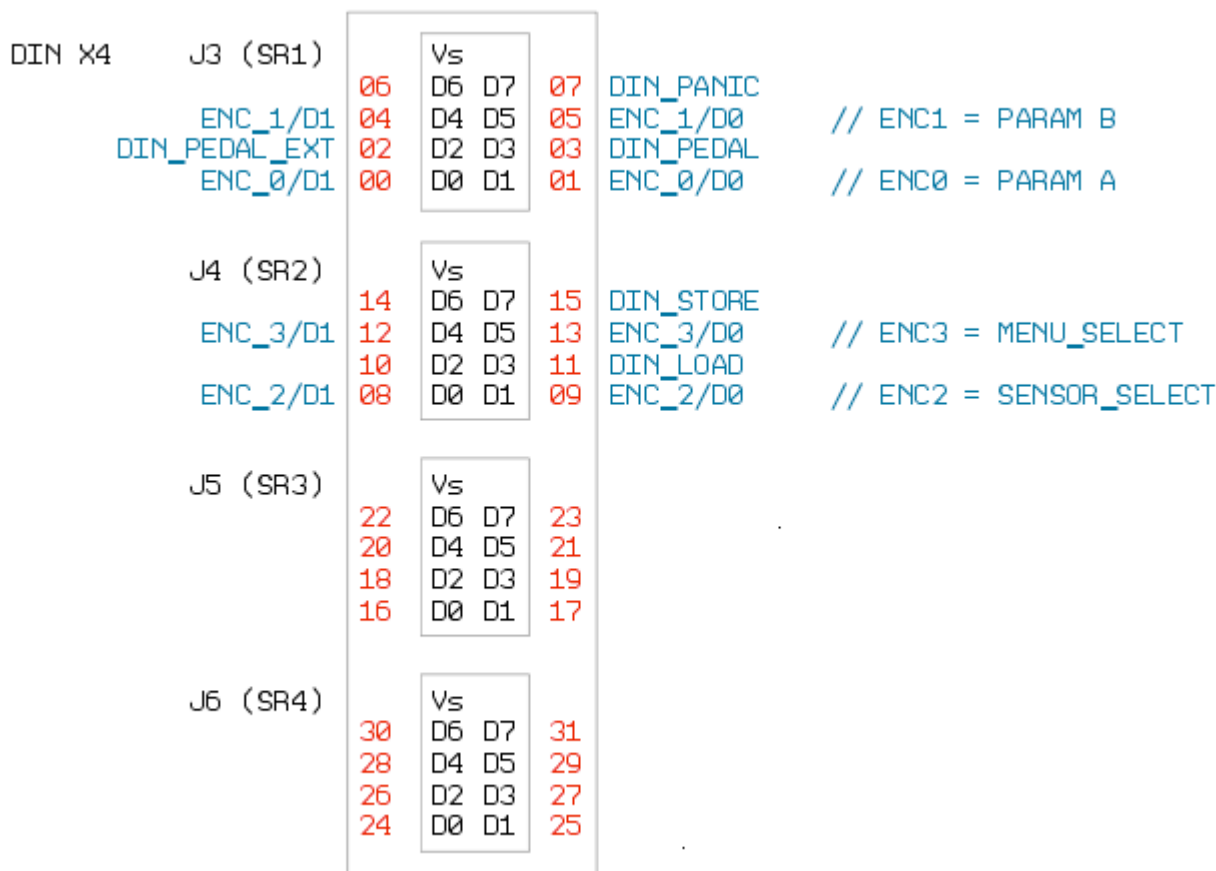 DIN X4 J3 (SR1) Vs
06 D6 D7 07 DIN_PANIC
ENC_1/D1 04 D4 D5 05 ENC_1/D0 // ENC1 = PARAM B
DIN_PEDAL_EXT 02 D2 D3 03 DIN_PEDAL
ENC_0/D1 00 D0 D1 01 ENC_0/D0 // ENC0 = PARAM A
J4 (SR2) Vs
14 D6 D7 15 DIN_STORE
ENC_3/D1 12 D4 D5 13 ENC_3/D0 // ENC3 = MENU_SELECT
10 D2 D3 11 DIN_LOAD
ENC_2/D1 08 D0 D1 09 ENC_2/D0 // ENC2 = SENSOR_SELECT
J5 (SR3) Vs
22 D6 D7 23
20 D4 D5 21
18 D2 D3 19
16 D0 D1 17
J6 (SR4) Vs
30 D6 D7 31
28 D4 D5 29
26 D2 D3 27
24 D0 D1 25